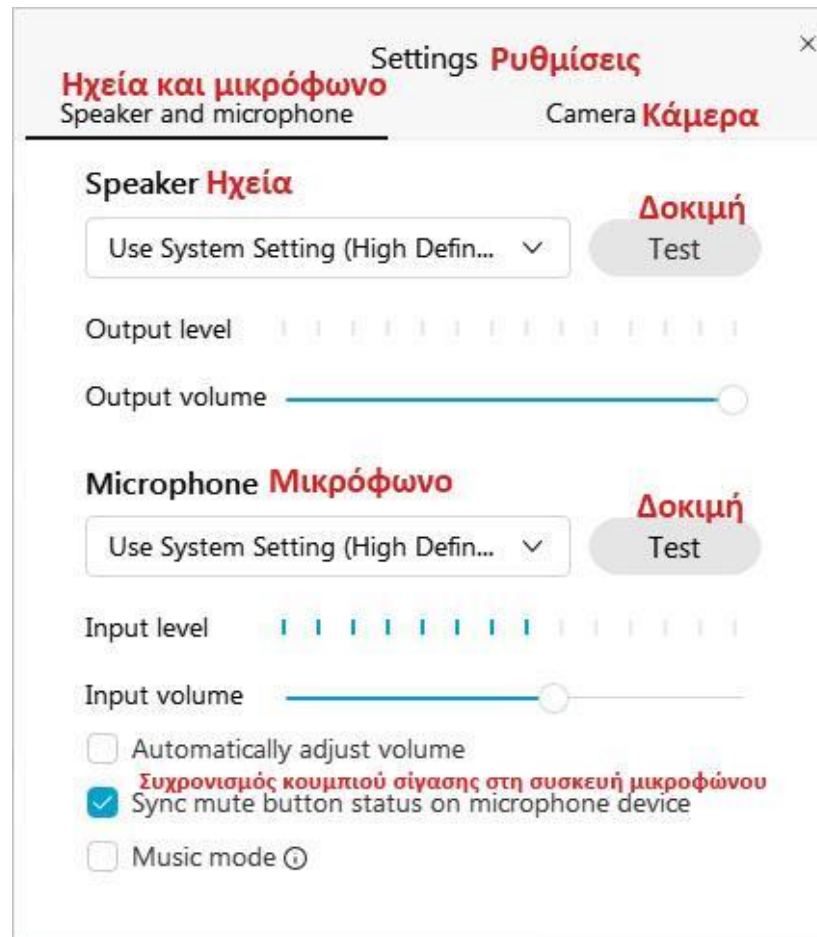 Settings Ρυθμίσεις
Ηχεία και μικρόφωνο
Speaker and microphone
Camera Κάμερα
Speaker Ηχεία
Δοκιμή
Use System Setting (High Defin...
Test
Output level
Output volume
Microphone Μικρόφωνο
Δοκιμή
Use System Setting (High Defin...
Test
Input level
Input volume
Automatically adjust volume
Συχρονισμός κουμπιού σίγασης στη συσκευή μικροφώνου
Sync mute button status on microphone device
Music mode